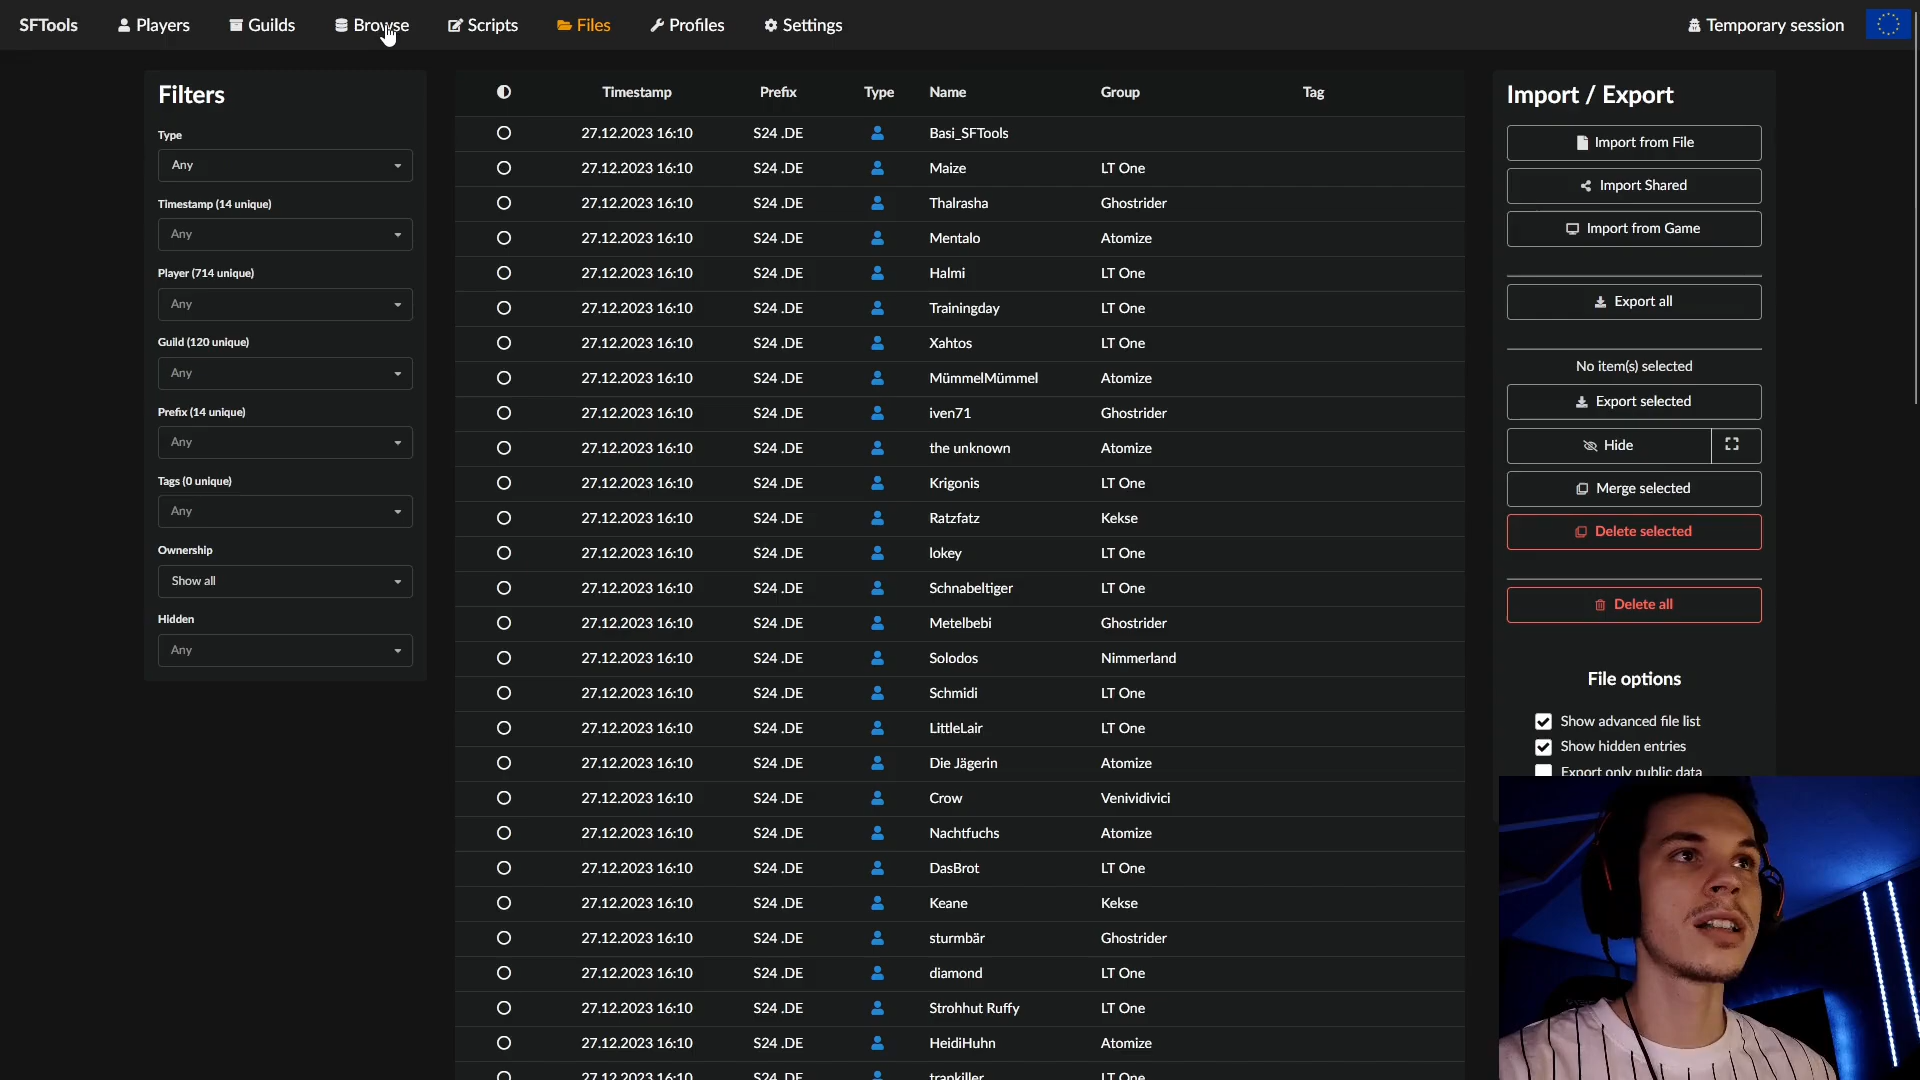 SFTools Players Guilds Browse Scripts Files Profiles Settings Temporary session
Filters
Type
Any
Timestamp (14 unique)
Any
Player (714 unique)
Any
Guild (120 unique)
Any
Prefix (14 unique)
Any
Tags (0 unique)
Any
Ownership
Show all
Hidden
Any
Timestamp Prefix Type Name Group Tag
27.12.2023 16:10 S24 .DE Basi_SFTools
27.12.2023 16:10 S24 .DE Maize LT One
27.12.2023 16:10 S24 .DE Thalrasha Ghostrider
27.12.2023 16:10 S24 .DE Mentalo Atomize
27.12.2023 16:10 S24 .DE Halmi LT One
27.12.2023 16:10 S24 .DE Trainingday LT One
27.12.2023 16:10 S24 .DE Xahtos LT One
27.12.2023 16:10 S24 .DE MümmelMümmel Atomize
27.12.2023 16:10 S24 .DE iven71 Ghostrider
27.12.2023 16:10 S24 .DE the unknown Atomize
27.12.2023 16:10 S24 .DE Krigonis LT One
27.12.2023 16:10 S24 .DE Ratzfatz Kekse
27.12.2023 16:10 S24 .DE lokey LT One
27.12.2023 16:10 S24 .DE Schnabeltiger LT One
27.12.2023 16:10 S24 .DE Metelbebi Ghostrider
27.12.2023 16:10 S24 .DE Solodos Nimmerland
27.12.2023 16:10 S24 .DE Schmidi LT One
27.12.2023 16:10 S24 .DE LittleLair LT One
27.12.2023 16:10 S24 .DE Die Jägerin Atomize
27.12.2023 16:10 S24 .DE Crow Venividivici
27.12.2023 16:10 S24 .DE Nachtfuchs Atomize
27.12.2023 16:10 S24 .DE DasBrot LT One
27.12.2023 16:10 S24 .DE Keane Kekse
27.12.2023 16:10 S24 .DE sturmbär Ghostrider
27.12.2023 16:10 S24 .DE diamond LT One
27.12.2023 16:10 S24 .DE Strohhut Ruffy LT One
27.12.2023 16:10 S24 .DE HeidiHuhn Atomize
27.12.2023 16:10 S24 .DE trapkiller LT One
Import / Export
Import from File
Import Shared
Import from Game
Export all
No item(s) selected
Export selected
Hide
Merge selected
Delete selected
Delete all
File options
Show advanced file list
Show hidden entries
Export only public data